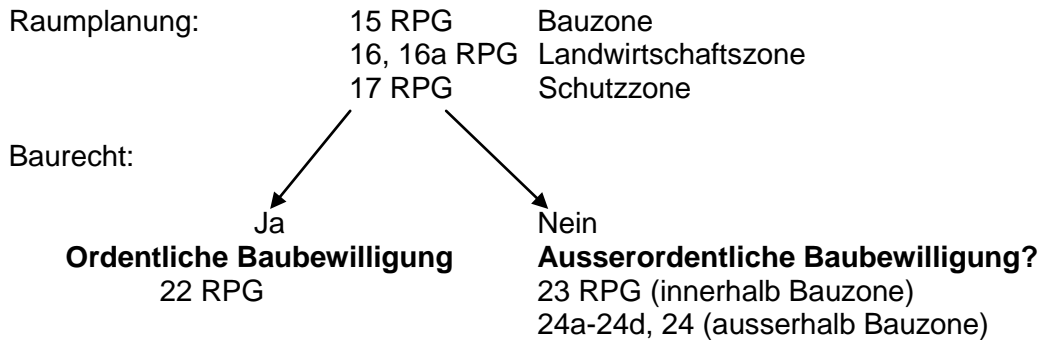 Raumplanung: 15 RPG Bauzone
16, 16a RPG Landwirtschaftszone
17 RPG Schutzzone
Baurecht:
Ja Nein
Ordentliche Baubewilligung Ausserordentliche Baubewilligung?
22 RPG 23 RPG (innerhalb Bauzone)
24a-24d, 24 (ausserhalb Bauzone)